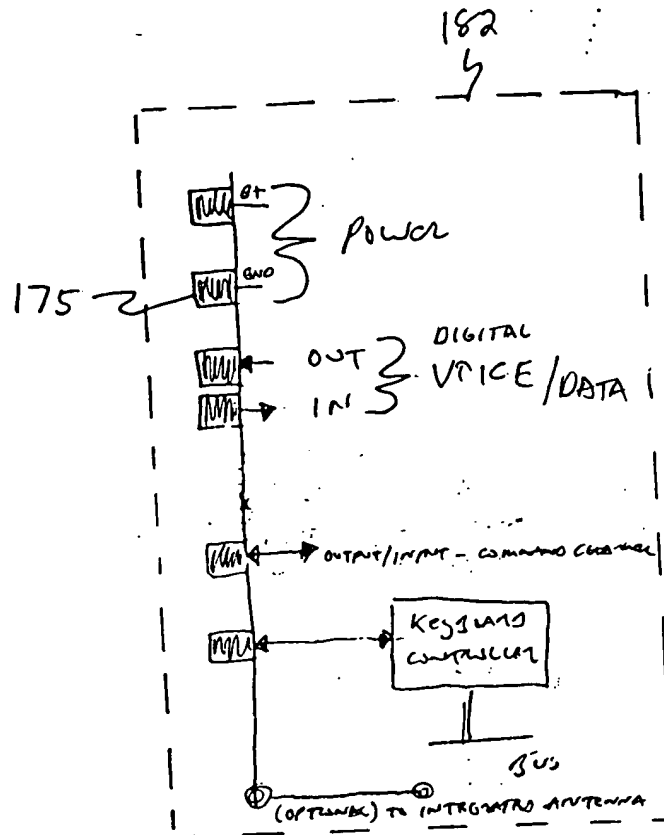 182
B+
POWER
GND
175
OUT
DIGITAL
VOICE/DATA
IN
OUTPUT/INPUT - COMMAND CHANNEL
KEYBOARD
CONTROLLER
BUS
(OPTIONAL) TO INTEGRATED ANTENNA